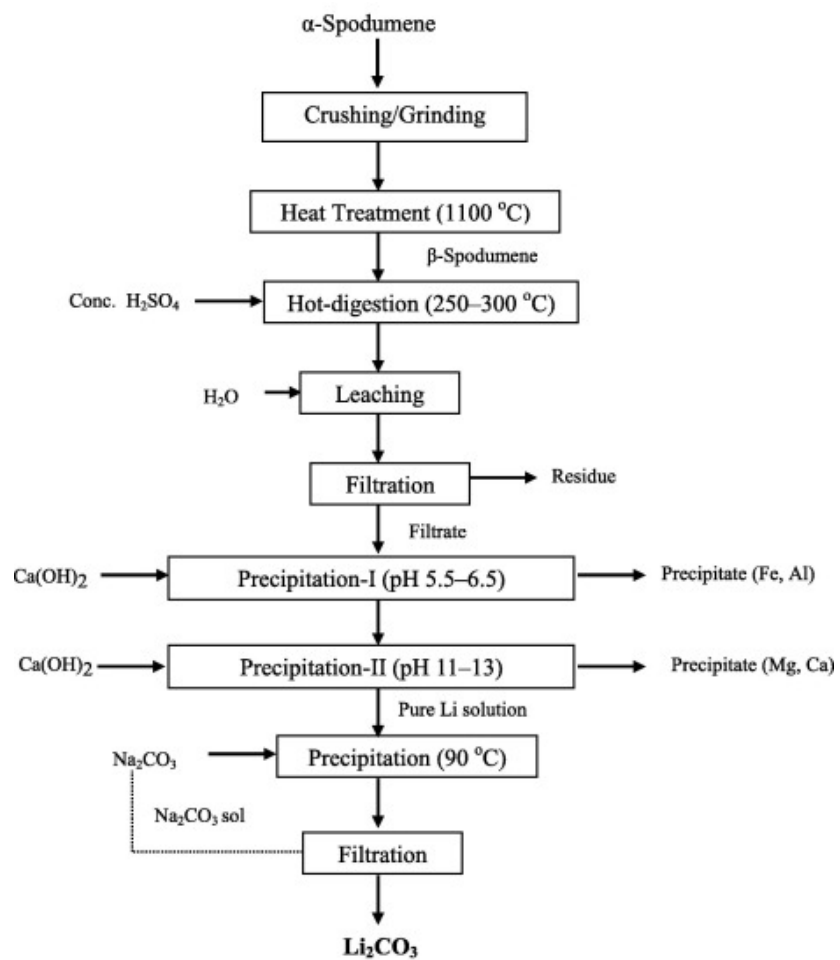 α-Spodumene
Crushing/Grinding
Heat Treatment (1100 °C)
β-Spodumene
Conc. H₂SO₄
Hot-digestion (250–300 °C)
H₂O
Leaching
Filtration
Residue
Filtrate
Ca(OH)₂
Precipitation-I (pH 5.5–6.5)
Precipitate (Fe, Al)
Ca(OH)₂
Precipitation-II (pH 11–13)
Precipitate (Mg, Ca)
Pure Li solution
Na₂CO₃
Precipitation (90 °C)
Na₂CO₃ sol
Filtration
Li₂CO₃